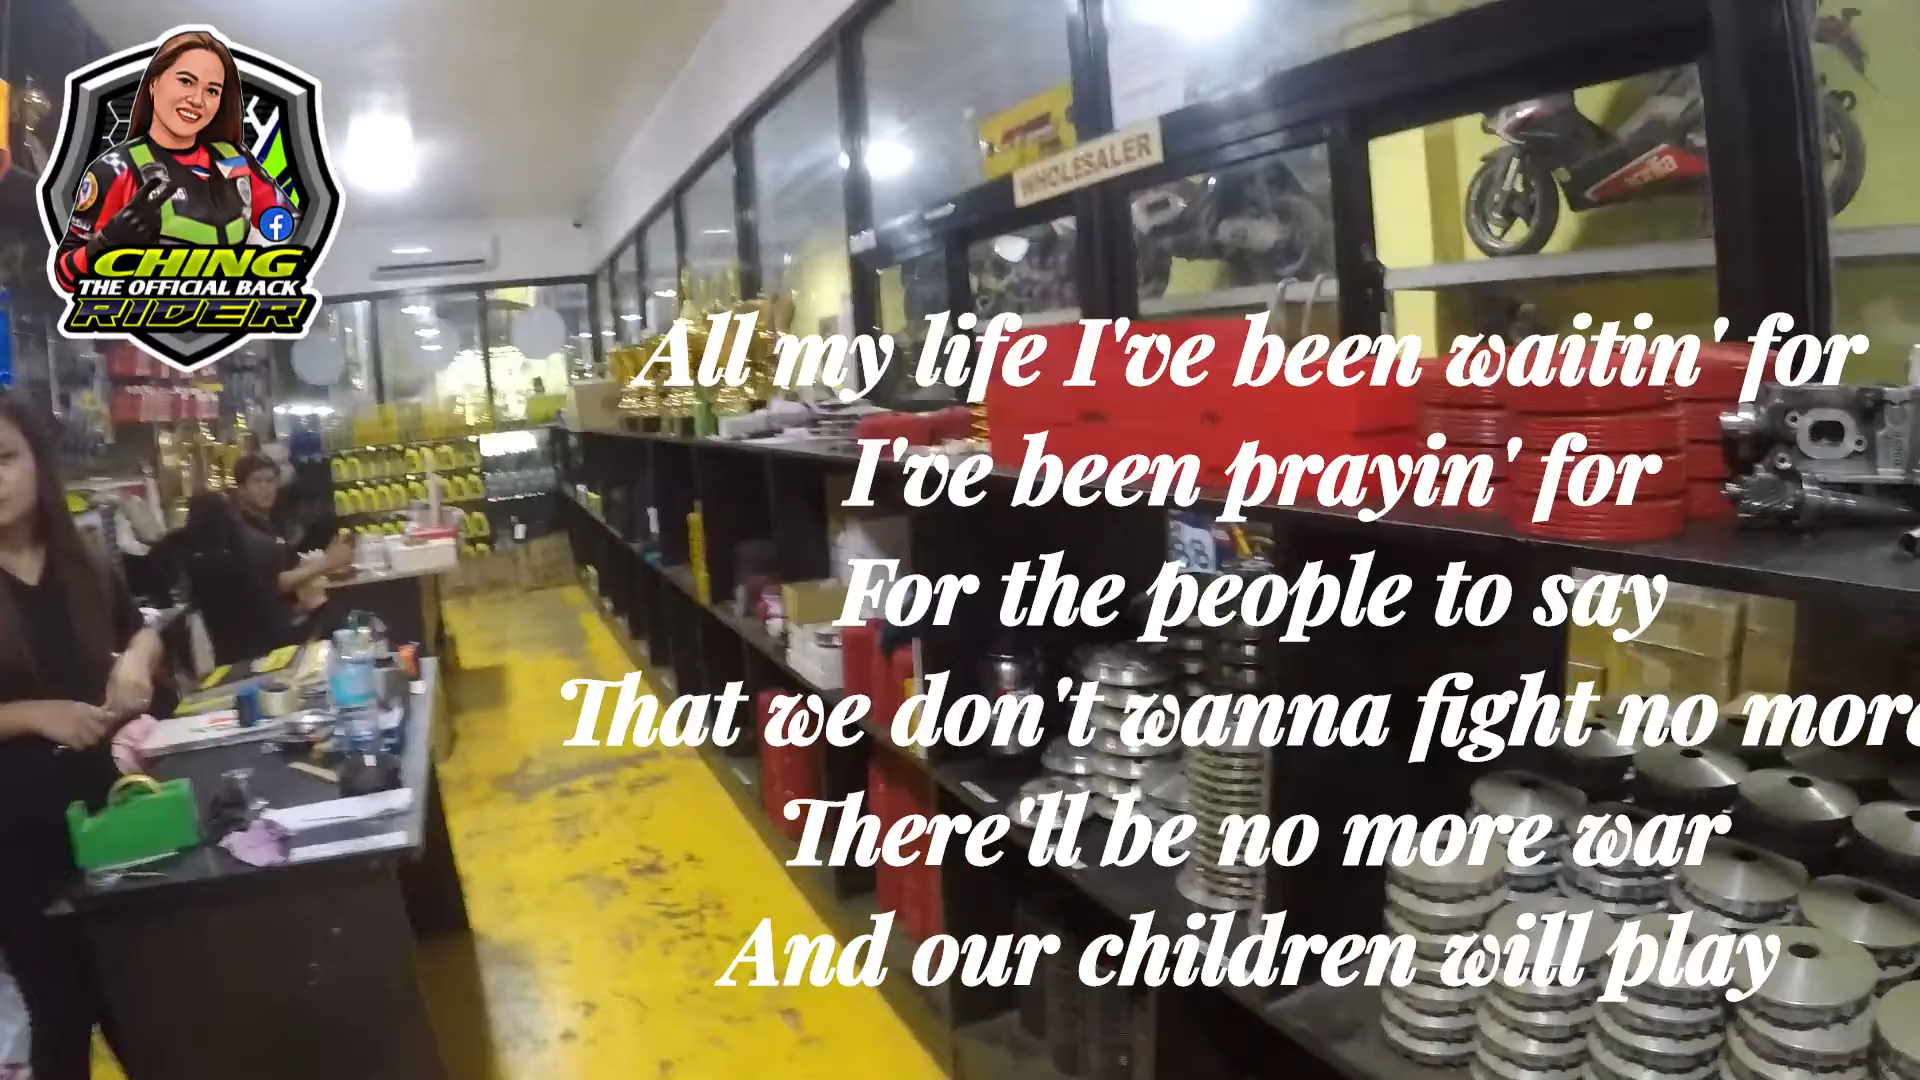 CHING
THE OFFICIAL BACK
RIDER
WHOLESALER
aprilia
All my life I've been waitin' for
I've been prayin' for
For the people to say
That we don't wanna fight no more
There'll be no more war
And our children will play